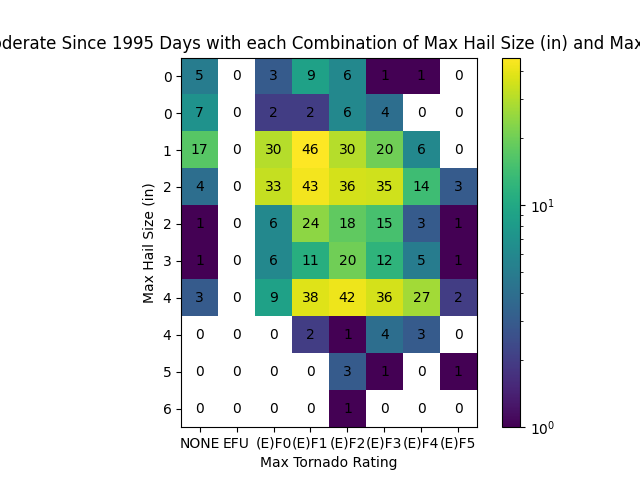 oderate Since 1995 Days with each Combination of Max Hail Size (in) and Max
0 5 0 3 9 6 1 1 0
0 7 0 2 2 6 4 0 0
1 17 0 30 46 30 20 6 0
2 4 0 33 43 36 35 14 3
2 1 0 6 24 18 15 3 1
3 1 0 6 11 20 12 5 1
4 3 0 9 38 42 36 27 2
4 0 0 0 2 1 4 3 0
5 0 0 0 0 3 1 0 1
6 0 0 0 0 1 0 0 0
NONE EFU (E)F0 (E)F1 (E)F2 (E)F3 (E)F4 (E)F5
Max Tornado Rating
Max Hail Size (in)
10¹
10⁰